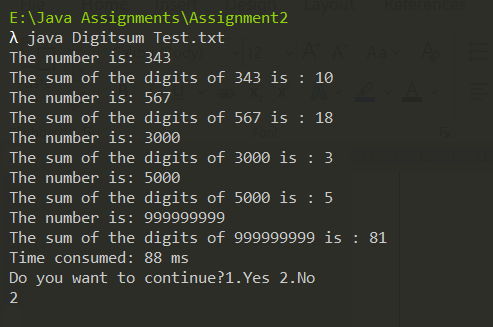 E:\Java Assignments\Assignment2
λ java Digitsum Test.txt
The number is: 343
The sum of the digits of 343 is : 10
The number is: 567
The sum of the digits of 567 is : 18
The number is: 3000
The sum of the digits of 3000 is : 3
The number is: 5000
The sum of the digits of 5000 is : 5
The number is: 999999999
The sum of the digits of 999999999 is : 81
Time consumed: 88 ms
Do you want to continue?1.Yes 2.No
2